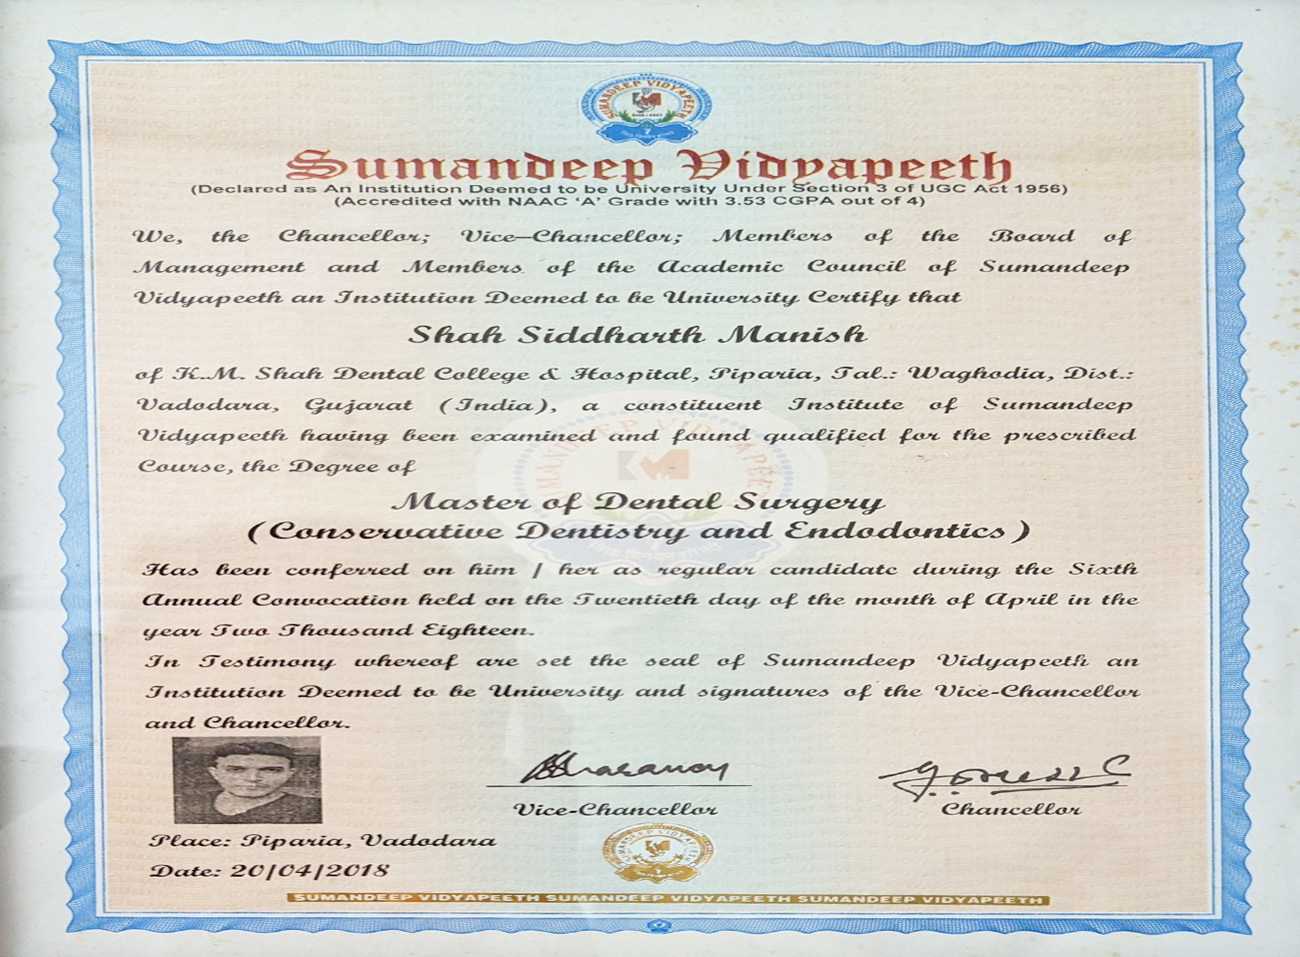 SUMANDEEP VIDYAPEETH
Sumandeep Vidyapeeth
(Declared as An Institution Deemed to be University Under Section 3 of UGC Act 1956)
(Accredited with NAAC ‘A’ Grade with 3.53 CGPA out of 4)
We, the Chancellor; Vice–Chancellor; Members of the Board of
Management and Members of the Academic Council of Sumandeep
Vidyapeeth an Institution Deemed to be University Certify that
Shah Siddharth Manish
of K.M. Shah Dental College & Hospital, Piparia, Tal.: Waghodia, Dist.:
Vadodara, Gujarat (India), a constituent Institute of Sumandeep
Vidyapeeth having been examined and found qualified for the prescribed
Course, the Degree of
Master of Dental Surgery
(Conservative Dentistry and Endodontics)
Has been conferred on him / her as regular candidate during the Sixth
Annual Convocation held on the Twentieth day of the month of April in the
year Two Thousand Eighteen.
In Testimony whereof are set the seal of Sumandeep Vidyapeeth an
Institution Deemed to be University and signatures of the Vice-Chancellor
and Chancellor.
Vice-Chancellor
Chancellor
Place: Piparia, Vadodara
Date: 20/04/2018
SUMANDEEP VIDYAPEETH
SUMANDEEP VIDYAPEETH SUMANDEEP VIDYAPEETH SUMANDEEP VIDYAPEETH